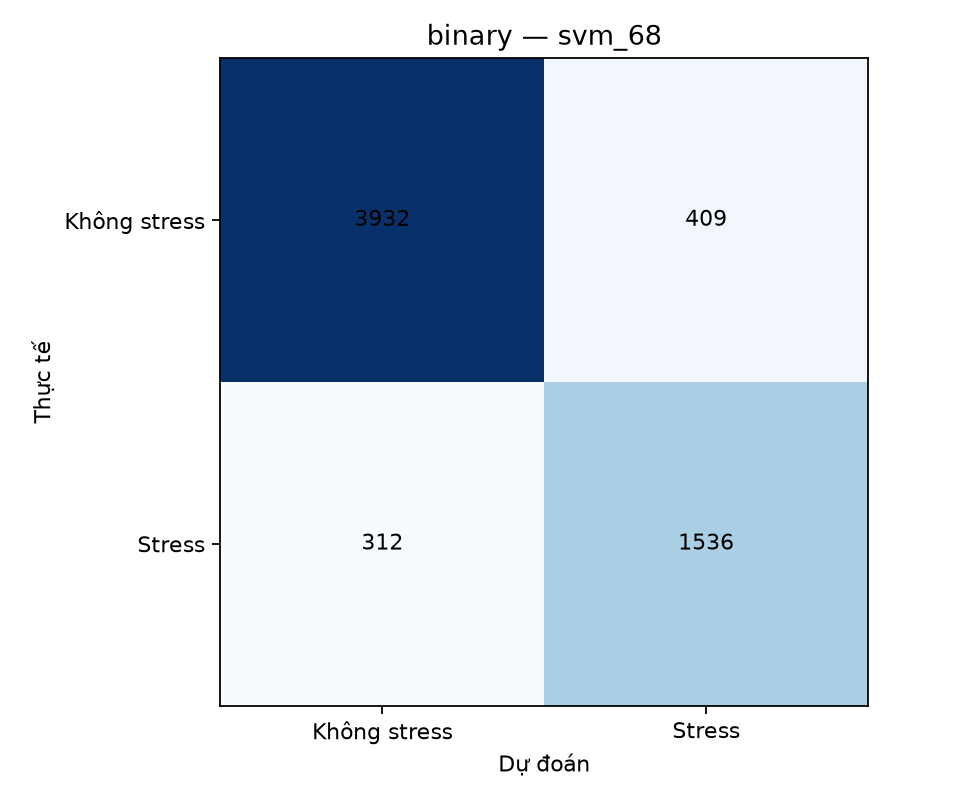 binary — svm_68
Không stress
3932
409
Thực tế
Stress
312
1536
Không stress
Stress
Dự đoán